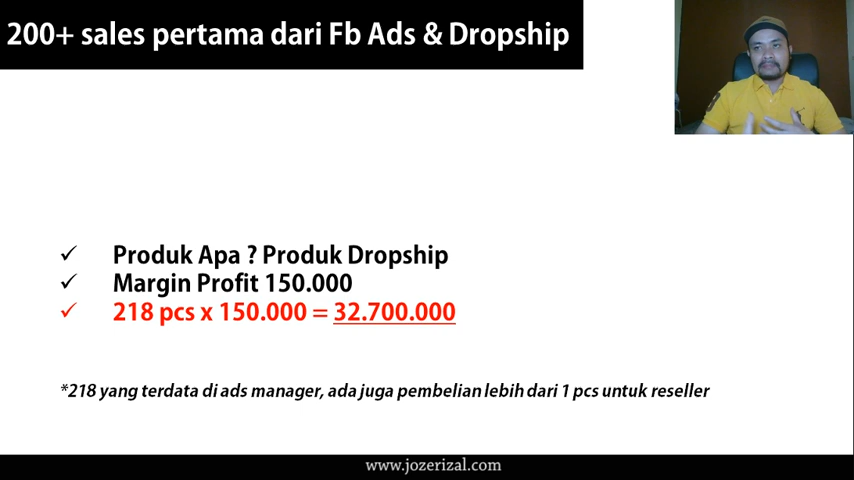 200+ sales pertama dari Fb Ads & Dropship
Produk Apa ? Produk Dropship
Margin Profit 150.000
218 pcs x 150.000 = 32.700.000
*218 yang terdata di ads manager, ada juga pembelian lebih dari 1 pcs untuk reseller
www.jozerizal.com